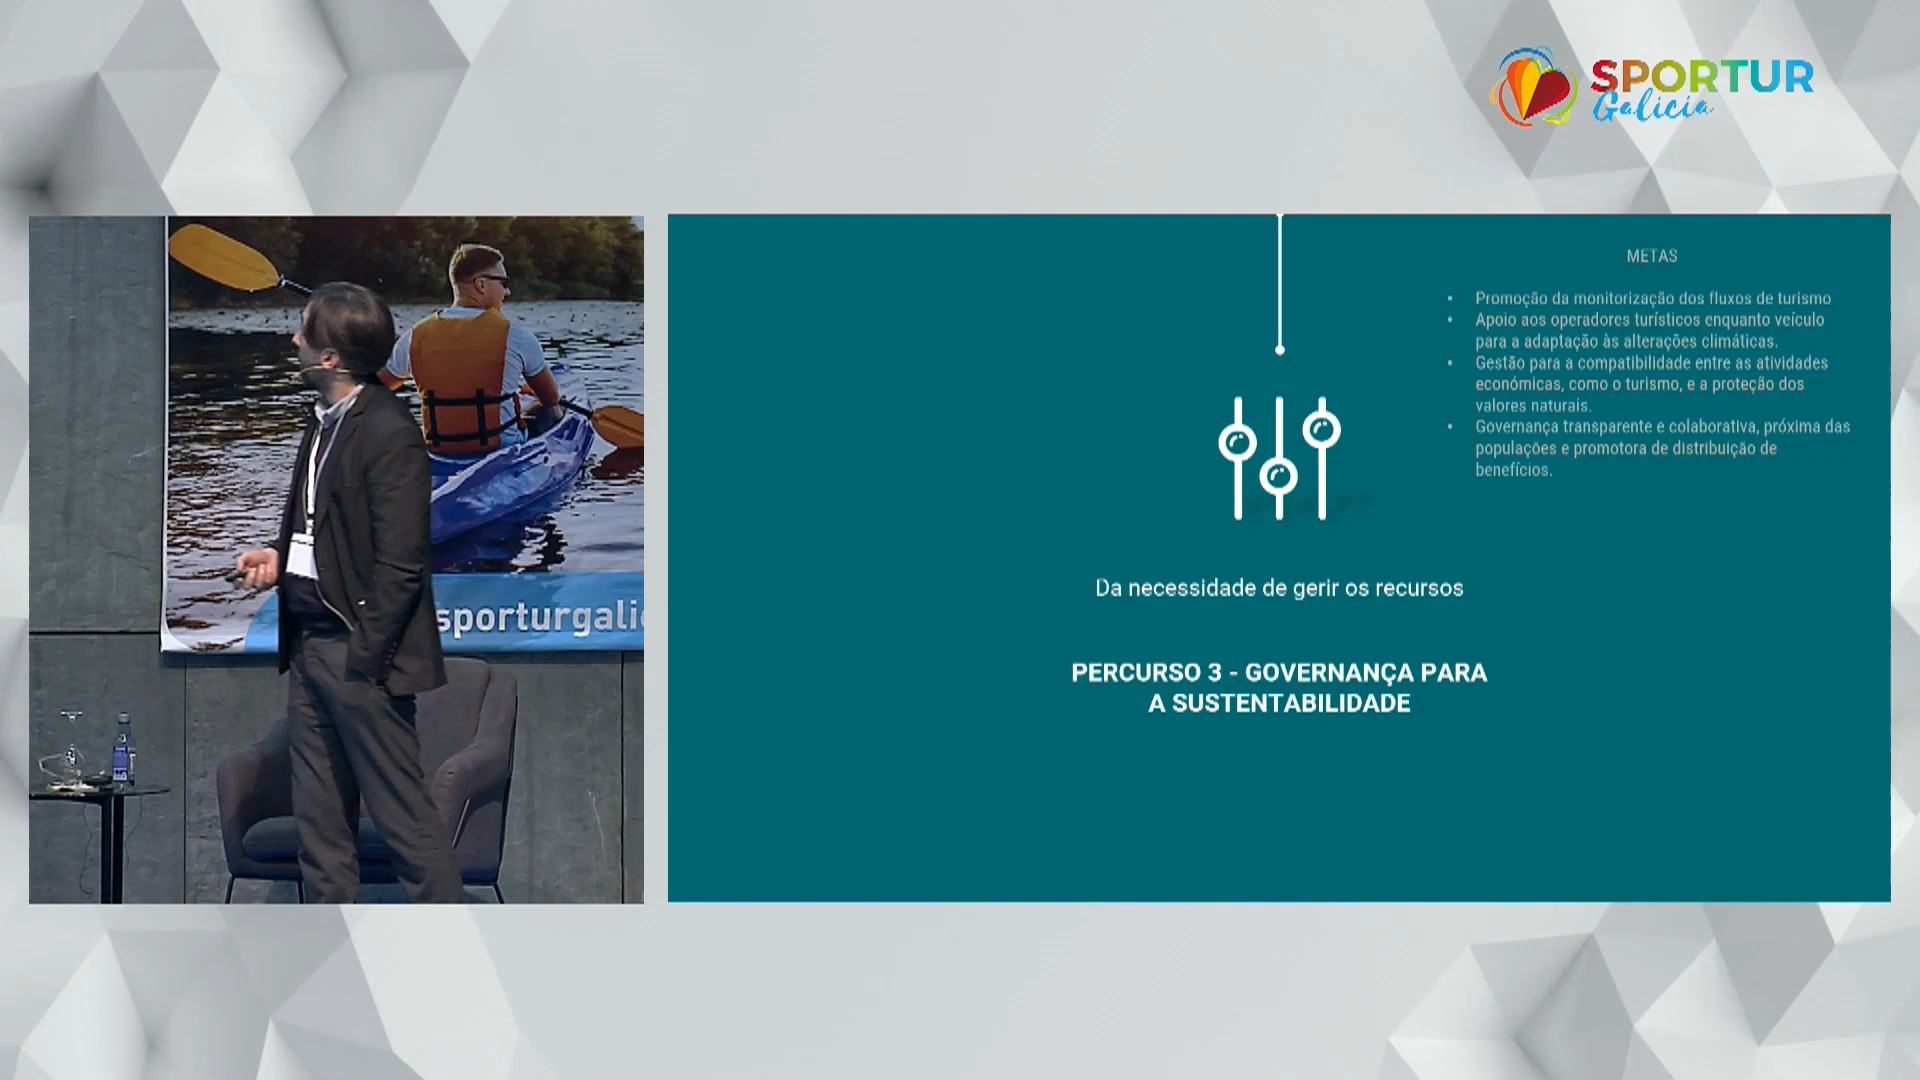 SPORTUR
Galicia
METAS
• Promoção da monitorização dos fluxos de turismo
• Apoio aos operadores turísticos enquanto veículo
para a adaptação às alterações climáticas.
• Gestão para a compatibilidade entre as atividades
económicas, como o turismo, e a proteção dos
valores naturais.
• Governança transparente e colaborativa, próxima das
populações e promotora de distribuição de
benefícios.
Da necessidade de gerir os recursos
PERCURSO 3 - GOVERNANÇA PARA
A SUSTENTABILIDADE
sporturgalic